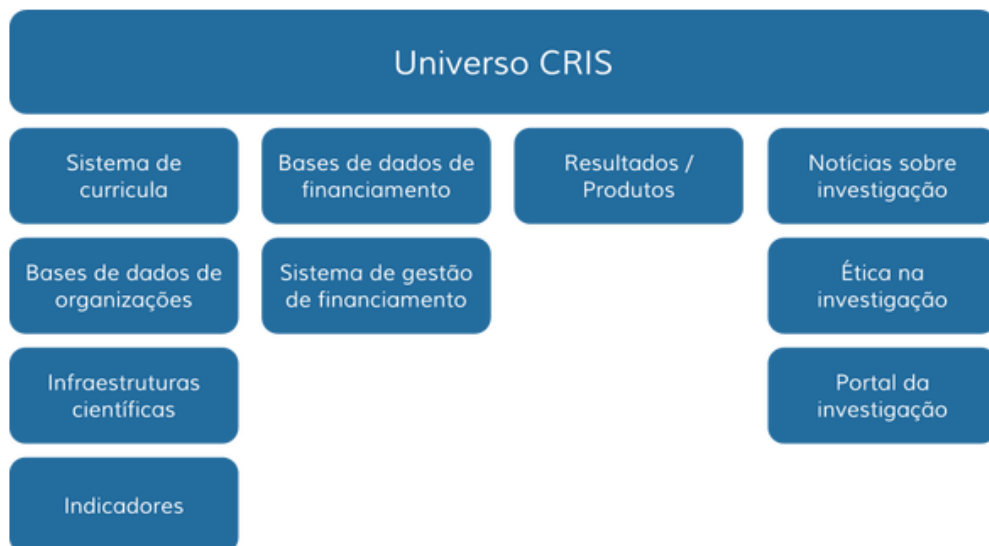 Universo CRIS
Sistema de
curricula
Bases de dados de
financiamento
Resultados /
Produtos
Notícias sobre
investigação
Bases de dados de
organizações
Sistema de gestão
de financiamento
Ética na
investigação
Infraestruturas
científicas
Portal da
investigação
Indicadores